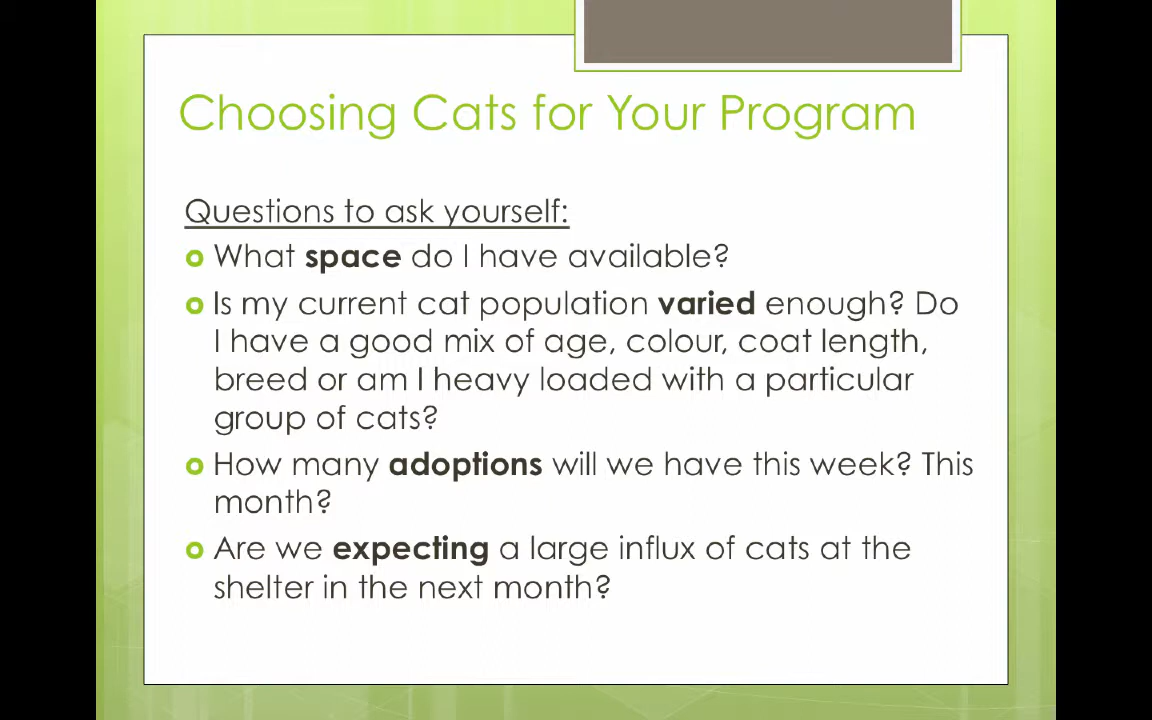 Choosing Cats for Your Program
Questions to ask yourself:
What space do I have available?
Is my current cat population varied enough? Do
I have a good mix of age, colour, coat length,
breed or am I heavy loaded with a particular
group of cats?
How many adoptions will we have this week? This
month?
Are we expecting a large influx of cats at the
shelter in the next month?